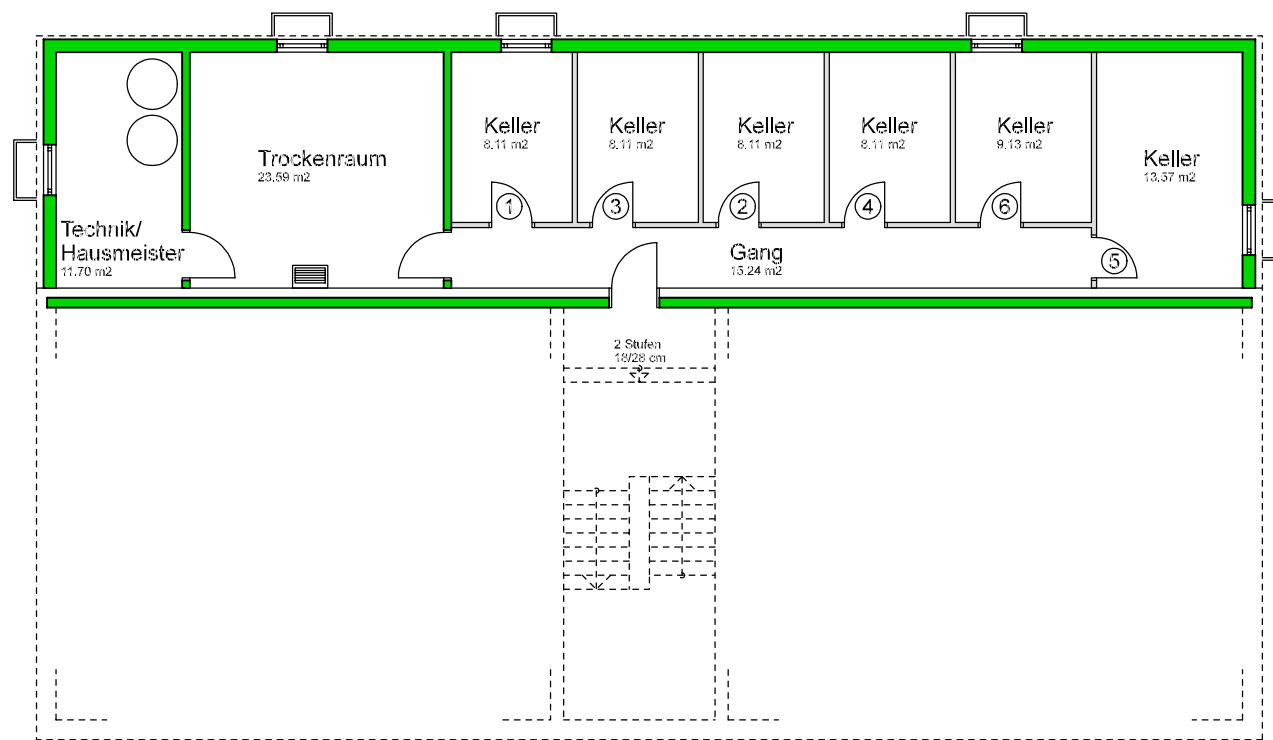 Keller
8.11 m2
Keller
8.11 m2
Keller
8.11 m2
Keller
8.11 m2
Keller
9.13 m2
Trockenraum
23.59 m2
Keller
13.57 m2
1
3
2
4
6
Technik/
Hausmeister
11.70 m2
Gang
15.24 m2
5
2 Stufen
18/28 cm